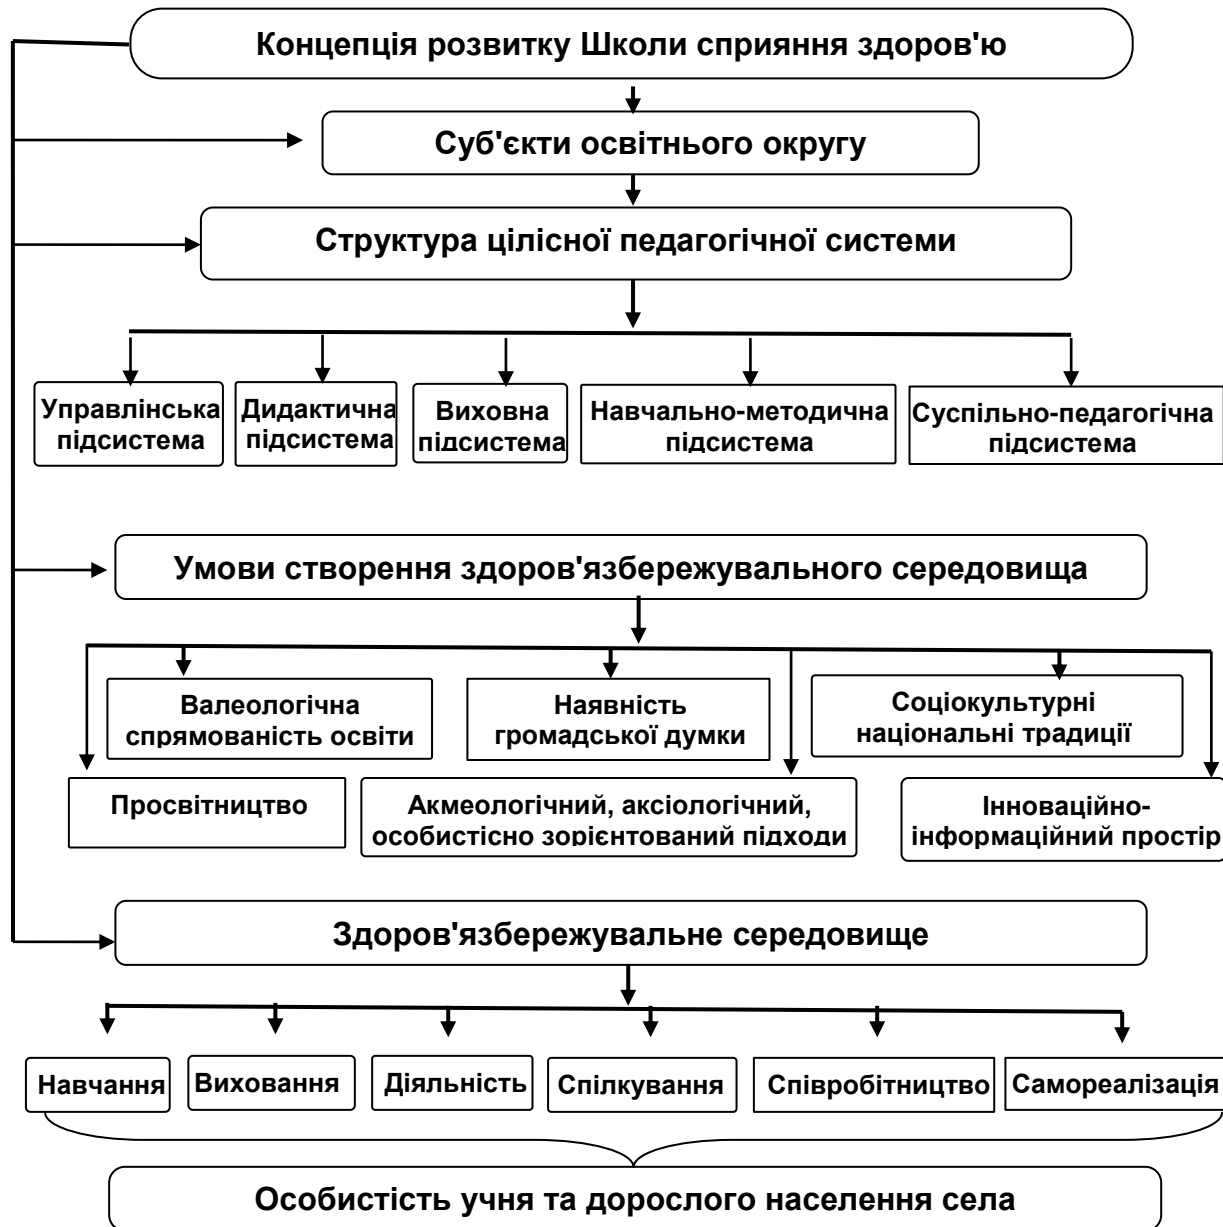 Концепція розвитку Школи сприяння здоров'ю
Суб'єкти освітнього округу
Структура цілісної педагогічної системи
Управлінська
підсистема
Дидактична
підсистема
Виховна
підсистема
Навчально-методична
підсистема
Суспільно-педагогічна
підсистема
Умови створення здоров'язбережувального середовища
Валеологічна
спрямованість освіти
Наявність
громадської думки
Соціокультурні
національні традиції
Просвітництво
Акмеологічний, аксіологічний,
особистісно зорієнтований підходи
Інноваційно-
інформаційний простір
Здоров'язбережувальне середовище
Навчання
Виховання
Діяльність
Спілкування
Співробітництво
Самореалізація
Особистість учня та дорослого населення села